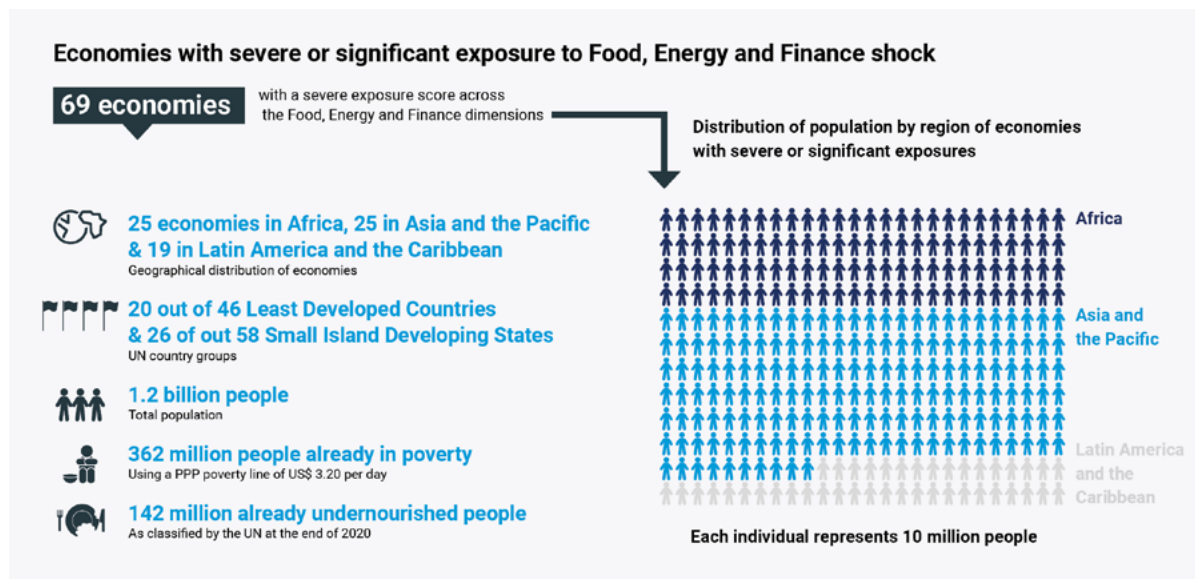 Economies with severe or significant exposure to Food, Energy and Finance shock
69 economies
with a severe exposure score across
the Food, Energy and Finance dimensions
Distribution of population by region of economies
with severe or significant exposures
25 economies in Africa, 25 in Asia and the Pacific
& 19 in Latin America and the Caribbean
Geographical distribution of economies
20 out of 46 Least Developed Countries
& 26 of out 58 Small Island Developing States
UN country groups
1.2 billion people
Total population
362 million people already in poverty
Using a PPP poverty line of US$ 3.20 per day
142 million already undernourished people
As classified by the UN at the end of 2020
Africa
Asia and
the Pacific
Latin America
and the
Caribbean
Each individual represents 10 million people